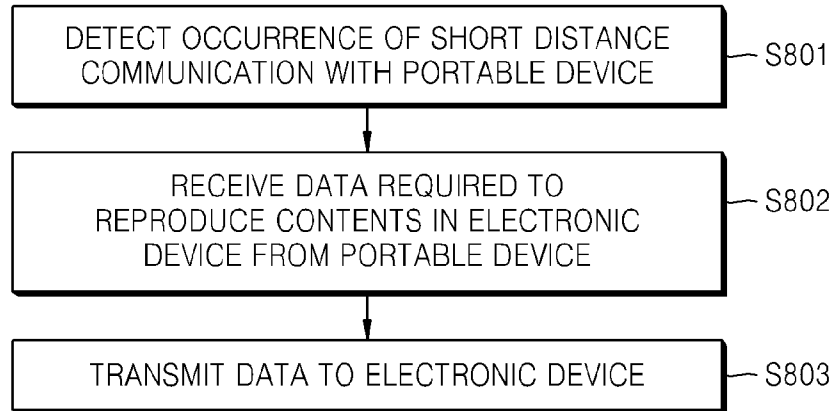 DETECT OCCURRENCE OF SHORT DISTANCE
COMMUNICATION WITH PORTABLE DEVICE
S801
RECEIVE DATA REQUIRED TO
REPRODUCE CONTENTS IN ELECTRONIC
DEVICE FROM PORTABLE DEVICE
S802
TRANSMIT DATA TO ELECTRONIC DEVICE
S803